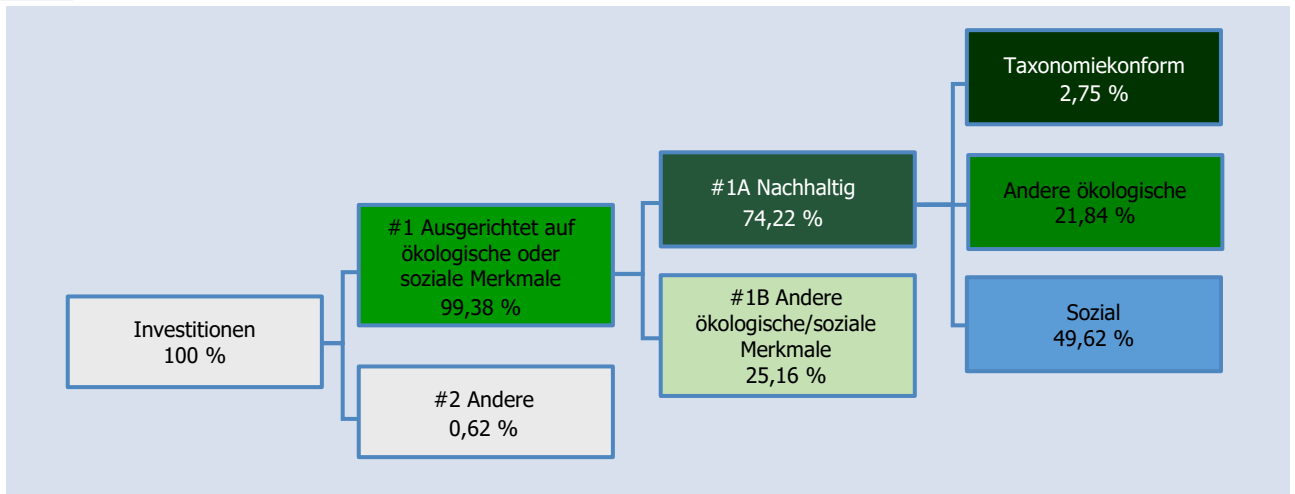 Investitionen
100 %
#1 Ausgerichtet auf
ökologische oder
soziale Merkmale
99,38 %
#2 Andere
0,62 %
#1A Nachhaltig
74,22 %
#1B Andere
ökologische/soziale
Merkmale
25,16 %
Taxonomiekonform
2,75 %
Andere ökologische
21,84 %
Sozial
49,62 %